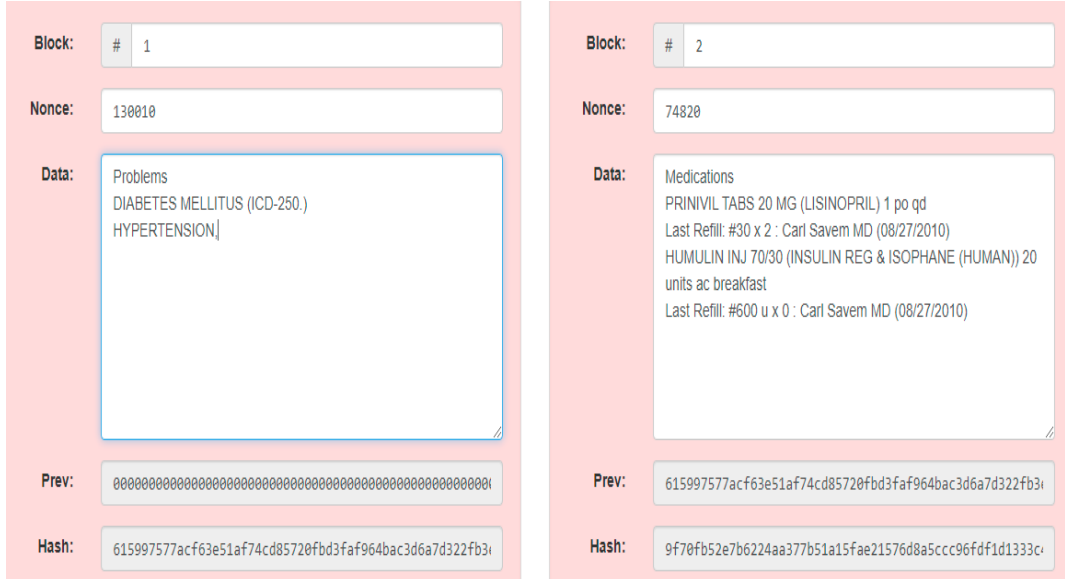 Block: # 1
Nonce: 130010
Data: Problems
DIABETES MELLITUS (ICD-250.)
HYPERTENSION,
Prev: 000000000000000000000000000000000000000000000000000000
Hash: 615997577acf63e51af74cd85720fbd3faf964bac3d6a7d322fb3
Block: # 2
Nonce: 74820
Data: Medications
PRINIVIL TABS 20 MG (LISINOPRIL) 1 po qd
Last Refill: #30 x 2 : Carl Savem MD (08/27/2010)
HUMULIN INJ 70/30 (INSULIN REG & ISOPHANE (HUMAN)) 20
units ac breakfast
Last Refill: #600 u x 0 : Carl Savem MD (08/27/2010)
Prev: 615997577acf63e51af74cd85720fbd3faf964bac3d6a7d322fb3
Hash: 9f70fb52e7b6224aa377b51a15fae21576d8a5ccc96fdf1d1333c